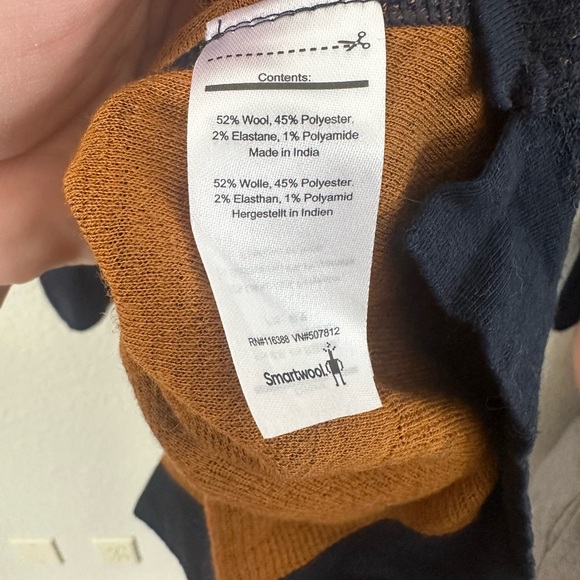 Contents:
52% Wool, 45% Polyester,
2% Elastane, 1% Polyamide
Made in India
52% Wolle, 45% Polyester,
2% Elasthan, 1% Polyamid
Hergestellt in Indien
RN#116388 VN#507812
Smartwool.